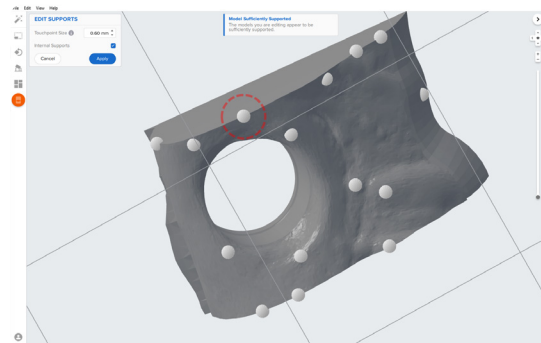 File Edit View Help
EDIT SUPPORTS
Touchpoint Size
0.60 mm
Internal Supports
Cancel
Apply
Model Sufficiently Supported
The models you are editing appear to be
sufficiently supported.